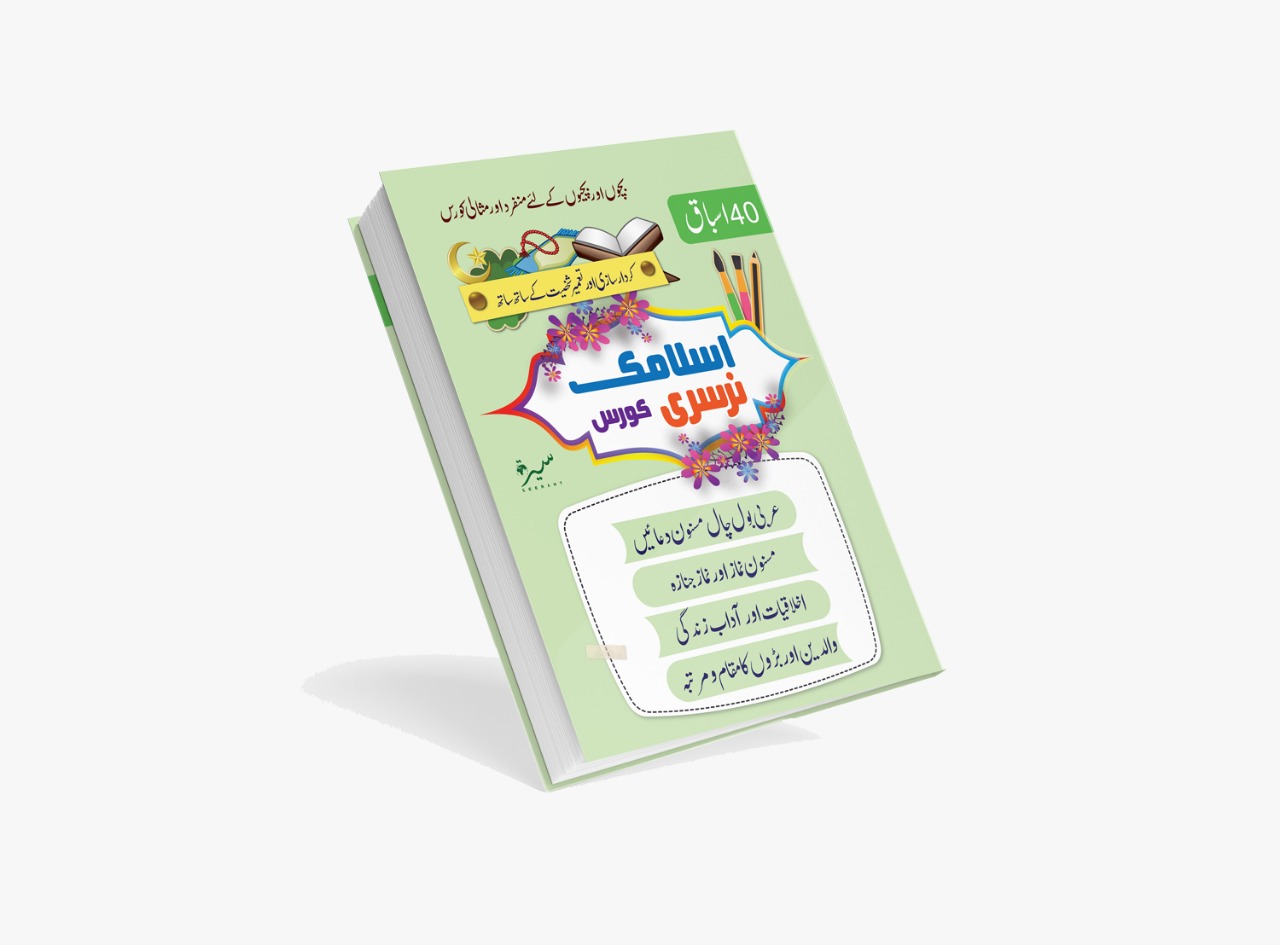 بچوں اور بچیوں کے لئے منفرد اور مثالی کورس
40 اسباق
کردار سازی اور تعمیر شخصیت کے ساتھ ساتھ
اسلامک
نرسری کورس
سیرۃ
SEERAHT
عربی بول چال مسنون دعائیں
مسنون نماز اور نماز جنازہ
اخلاقیات اور آداب زندگی
والدین اور بڑوں کا مقام و مرتبہ